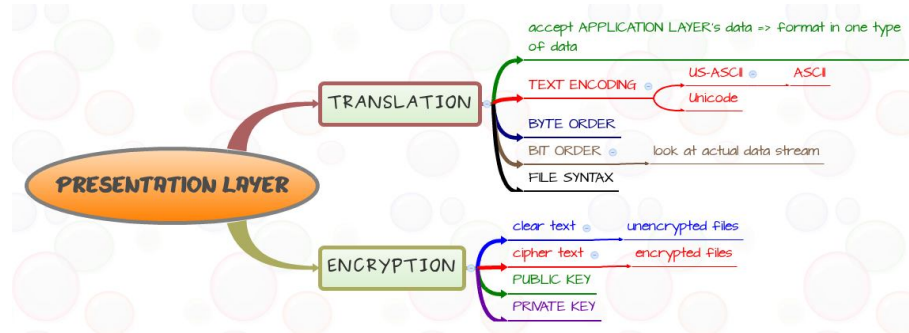 accept APPLICATION LAYER's data => format in one type
of data
TRANSLATION
TEXT ENCODING
US-ASCII
ASCII
Unicode
BYTE ORDER
BIT ORDER
look at actual data stream
FILE SYNTAX
PRESENTATION LAYER
ENCRYPTION
clear text
unencrypted files
cipher text
encrypted files
PUBLIC KEY
PRIVATE KEY